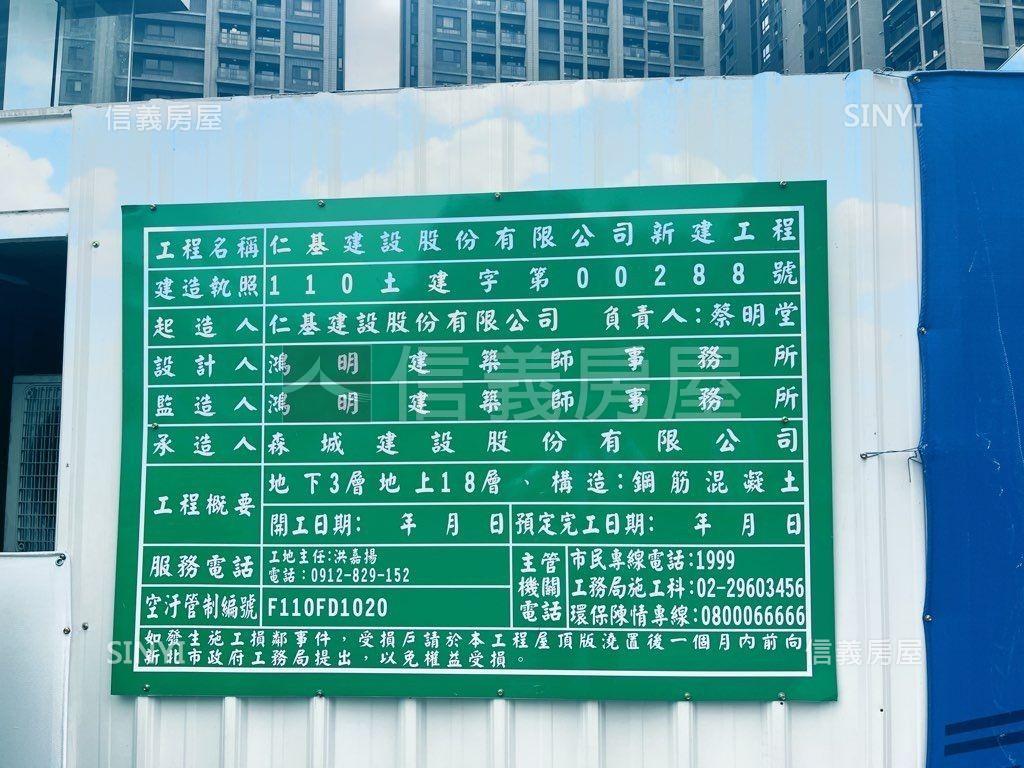 信義房屋 SINYI
工程名稱 仁基建設股份有限公司新建工程
建造執照 110土建字第00288號
起造人 仁基建設股份有限公司 負責人:蔡明堂
設計人 鴻明建築師事務所
監造人 鴻明建築師事務所
信義房屋
承造人 森城建設股份有限公司
工程概要 地下3層地上18層、構造:鋼筋混凝土
開工日期: 年 月 日 預定完工日期: 年 月 日
服務電話 工地主任:洪嘉揚
電話:0912-829-152
主管機關電話 市民專線電話:1999
工務局施工科:02-29603456
環保陳情專線:0800066666
空汙管制編號 F110FD1020
如發生施工損鄰事件,受損戶請於本工程屋頂版澆置後一個月內前向
新北市政府工務局提出,以免權益受損。
SINYI 信義房屋